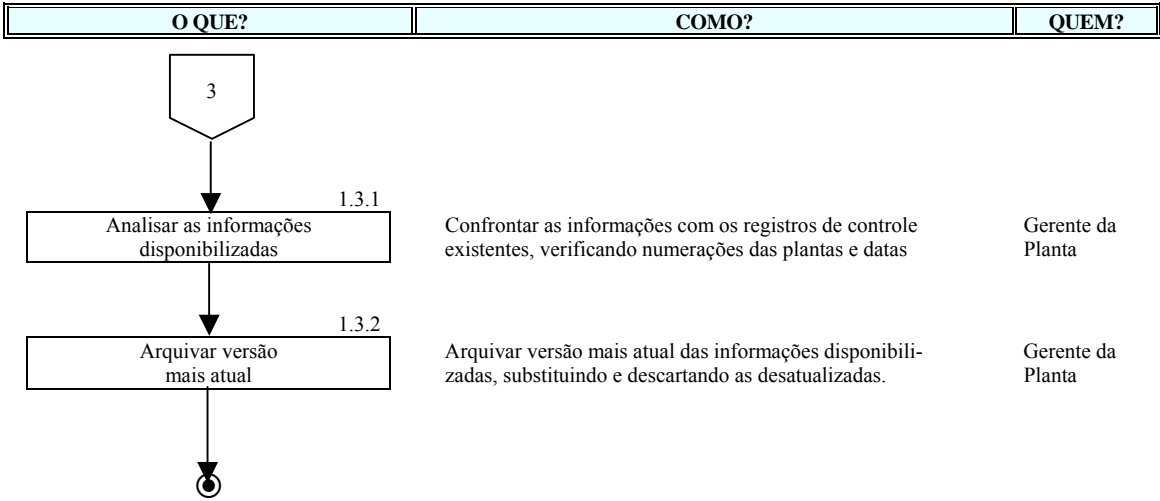 O QUE?
COMO?
QUEM?
3
1.3.1
Analisar as informações
disponibilizadas
Confrontar as informações com os registros de controle
existentes, verificando numerações das plantas e datas
Gerente da
Planta
1.3.2
Arquivar versão
mais atual
Arquivar versão mais atual das informações disponibili-
zadas, substituindo e descartando as desatualizadas.
Gerente da
Planta